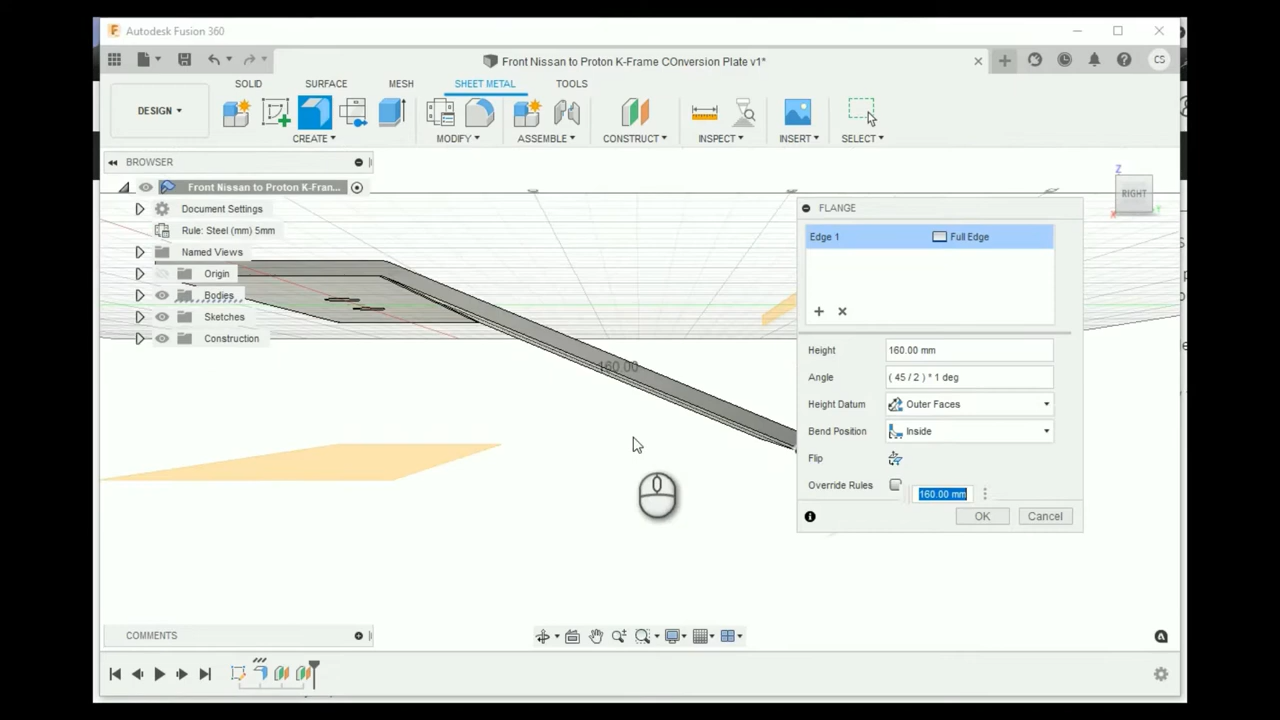 Autodesk Fusion 360
Front Nissan to Proton K-Frame COnversion Plate v1*
CS
DESIGN
SOLID
SURFACE
MESH
SHEET METAL
TOOLS
CREATE
MODIFY
ASSEMBLE
CONSTRUCT
INSPECT
INSERT
SELECT
BROWSER
Front Nissan to Proton K-Fran...
Document Settings
Rule: Steel (mm) 5mm
Named Views
Origin
Bodies
Sketches
Construction
160.00
Z
RIGHT
X
Y
FLANGE
Edge 1
Full Edge
Height
160.00 mm
Angle
( 45 / 2 ) * 1 deg
Height Datum
Outer Faces
Bend Position
Inside
Flip
Override Rules
160.00 mm
OK
Cancel
COMMENTS